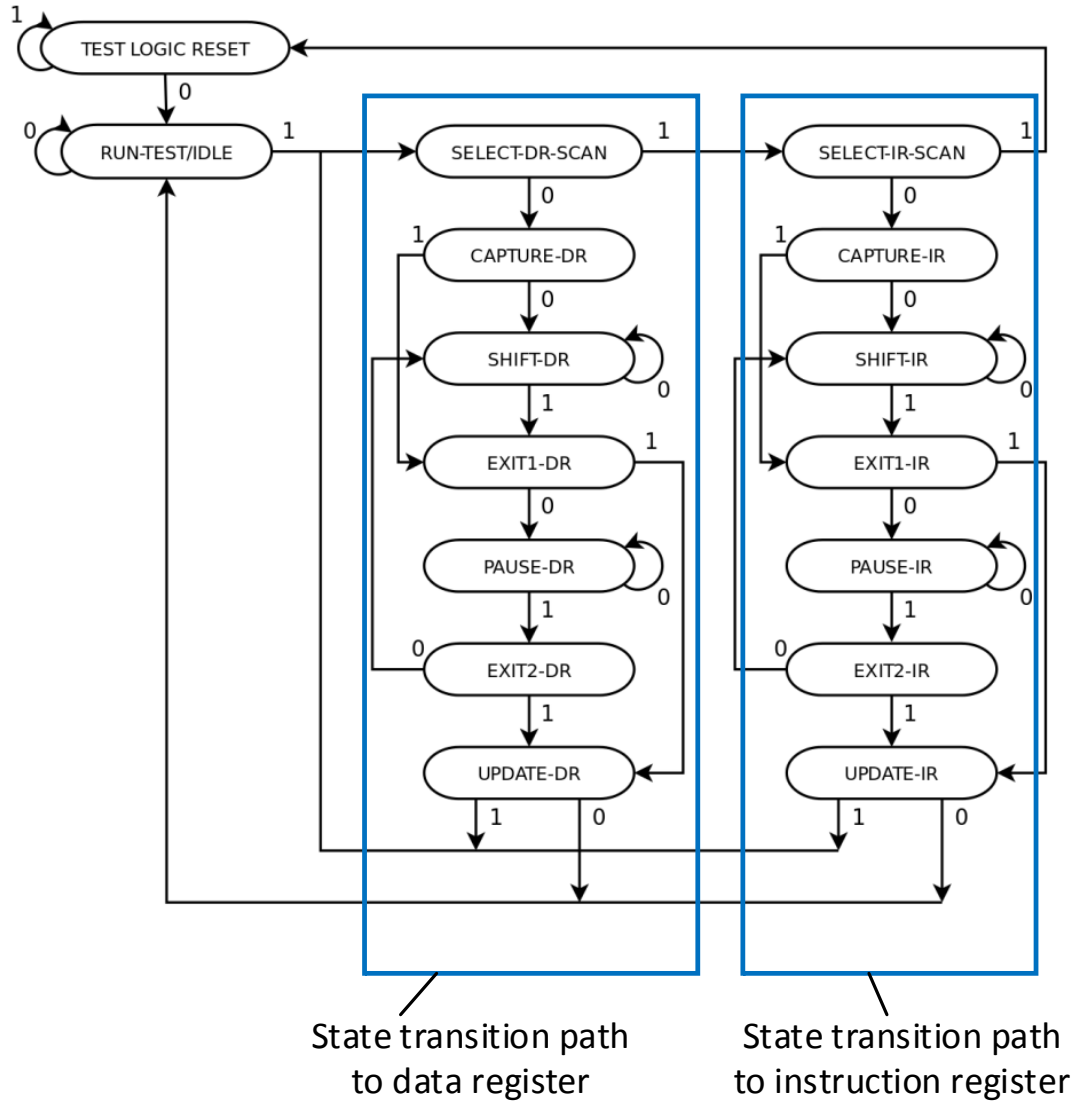 1
TEST LOGIC RESET
0
0
RUN-TEST/IDLE
1
SELECT-DR-SCAN
1
SELECT-IR-SCAN
1
0
0
1
CAPTURE-DR
1
CAPTURE-IR
0
0
SHIFT-DR
0
SHIFT-IR
0
1
1
EXIT1-DR
1
EXIT1-IR
1
0
0
PAUSE-DR
0
PAUSE-IR
0
1
1
0
EXIT2-DR
0
EXIT2-IR
1
1
UPDATE-DR
UPDATE-IR
1
0
1
0
State transition path
to data register
State transition path
to instruction register